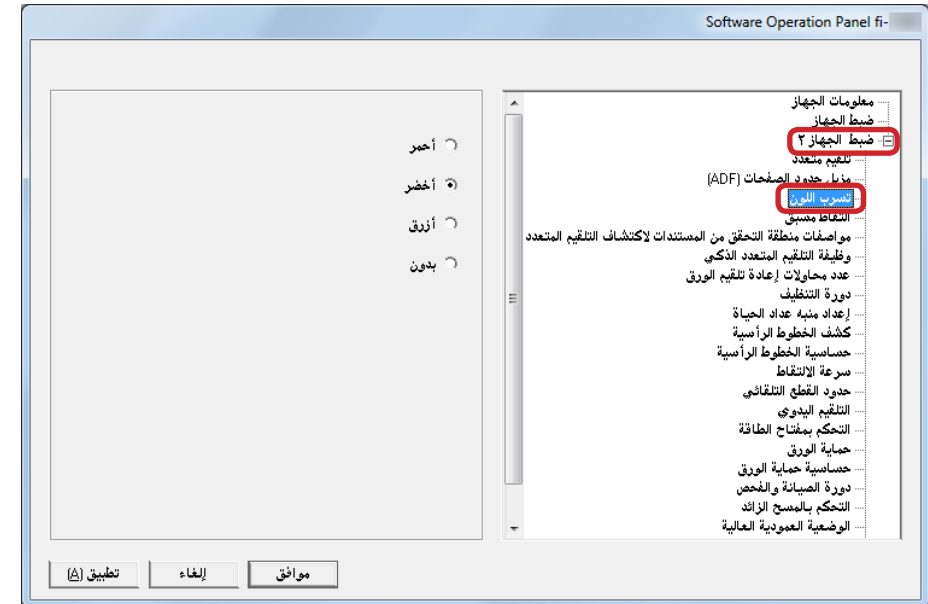 Software Operation Panel fi-
معلومات الجهاز
ضبط الجهاز
ضبط الجهاز ٢
تلقيم متعدد
مزيل حدود الصفحات (ADF)
تسرب اللون
التقاط مسبق
مواصفات منطقة التحقق من المستندات لاكتشاف التلقيم المتعدد
وظيفة التلقيم المتعدد الذكي
عدد محاولات إعادة تلقيم الورق
دورة التنظيف
إعداد منبه عداد الحياة
كشف الخطوط الرأسية
حساسية الخطوط الرأسية
سرعة الالتقاط
حدود القطع التلقائي
التلقيم اليدوي
التحكم بمفتاح الطاقة
حماية الورق
حساسية حماية الورق
دورة الصيانة والفحص
التحكم بالمسح الزائد
الوضعية العمودية العالية
أحمر
أخضر
أزرق
بدون
موافق
إلغاء
تطبيق (A)